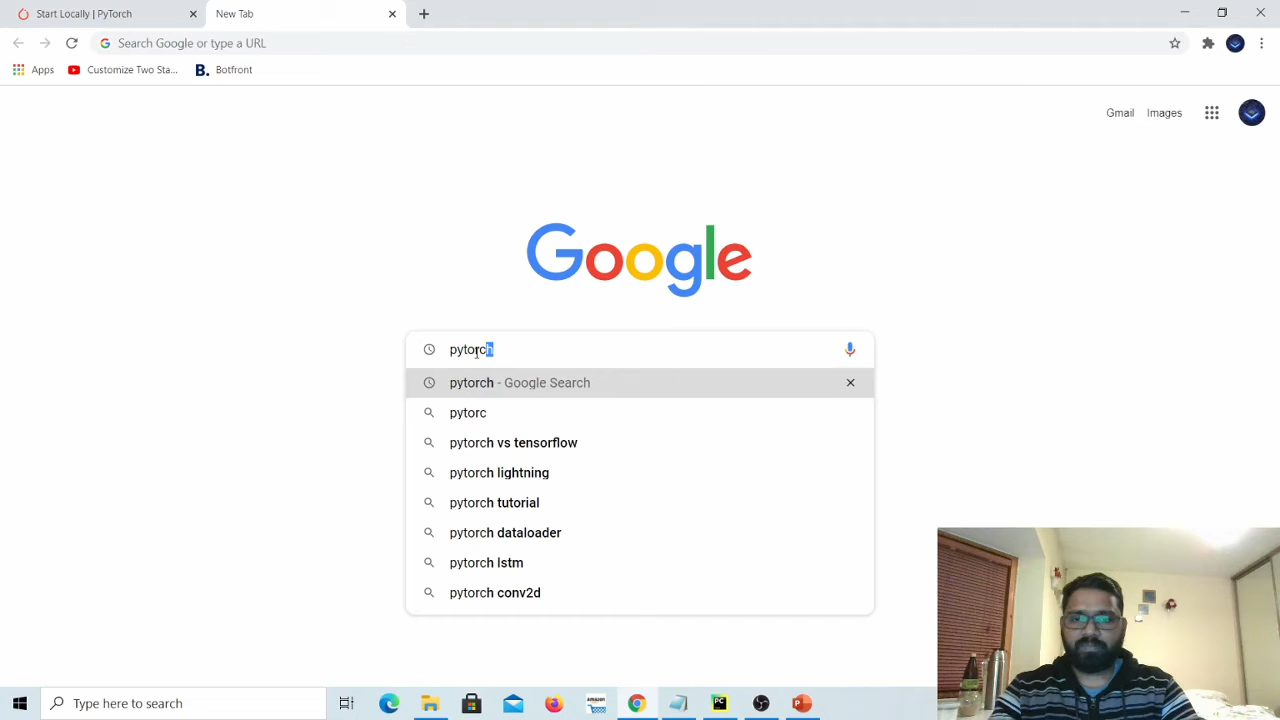 Start Locally | PyTorch
New Tab
Search Google or type a URL
Apps
Customize Two Sta...
B. Botfront
Gmail Images
Google
pytorch
pytorch - Google Search
pytorc
pytorch vs tensorflow
pytorch lightning
pytorch tutorial
pytorch dataloader
pytorch lstm
pytorch conv2d
Type here to search
amazon
PC
P